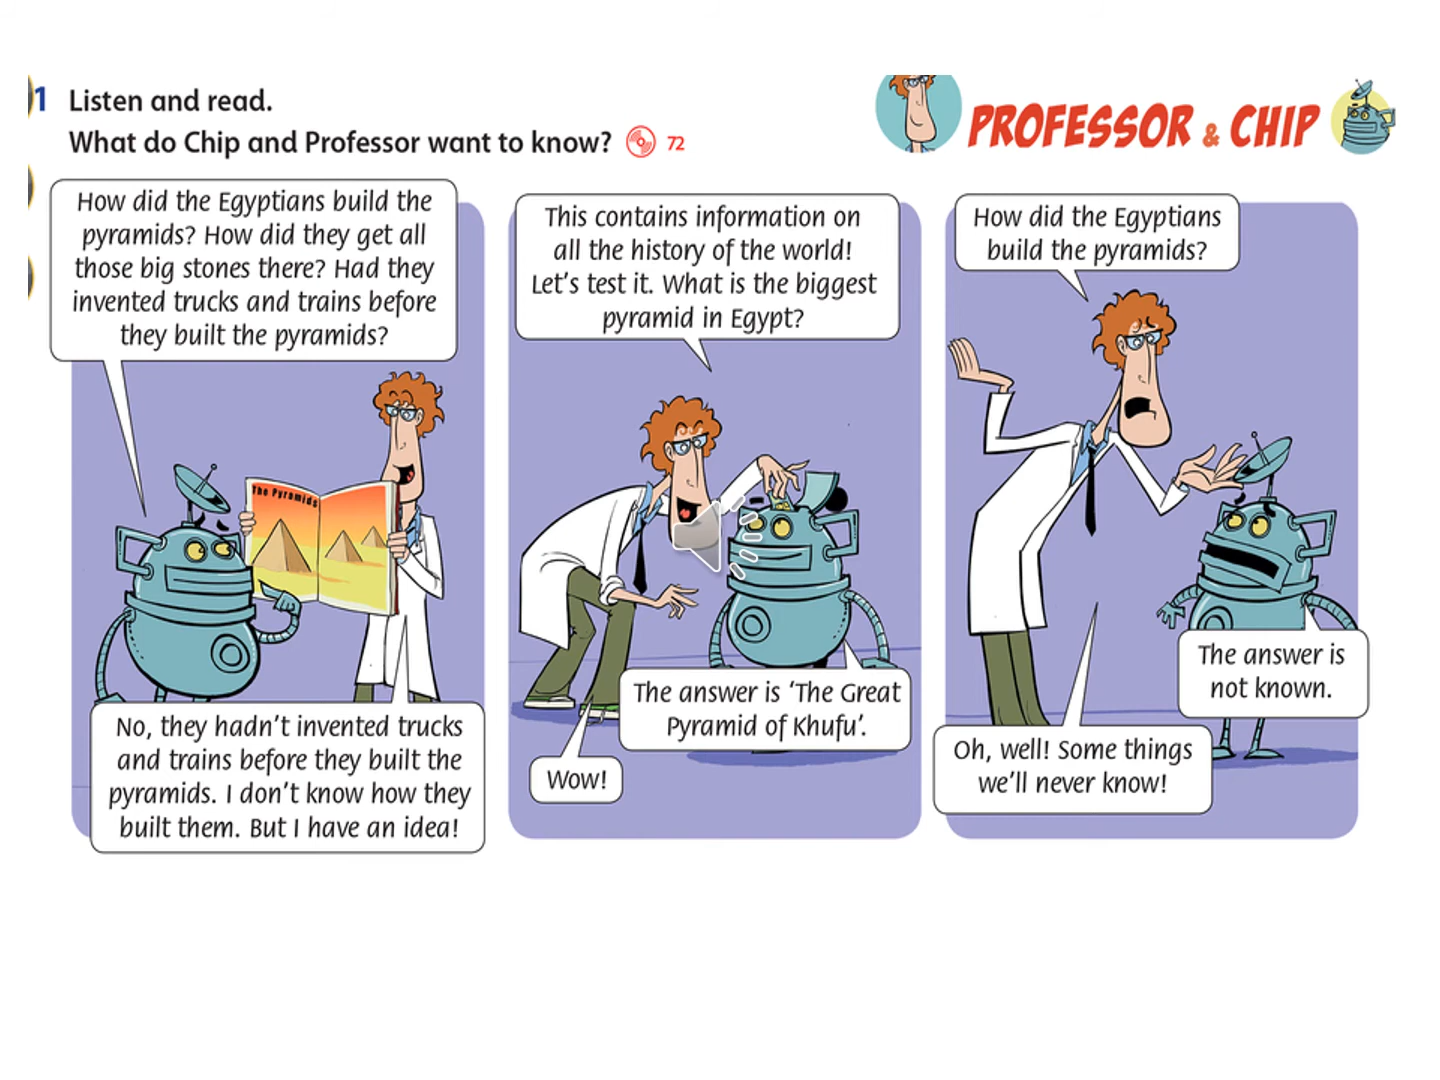 1 Listen and read.
What do Chip and Professor want to know? 72
PROFESSOR & CHIP
How did the Egyptians build the
pyramids? How did they get all
those big stones there? Had they
invented trucks and trains before
they built the pyramids?
The Pyramids
No, they hadn't invented trucks
and trains before they built the
pyramids. I don't know how they
built them. But I have an idea!
This contains information on
all the history of the world!
Let's test it. What is the biggest
pyramid in Egypt?
The answer is 'The Great
Pyramid of Khufu'.
Wow!
How did the Egyptians
build the pyramids?
The answer is
not known.
Oh, well! Some things
we'll never know!